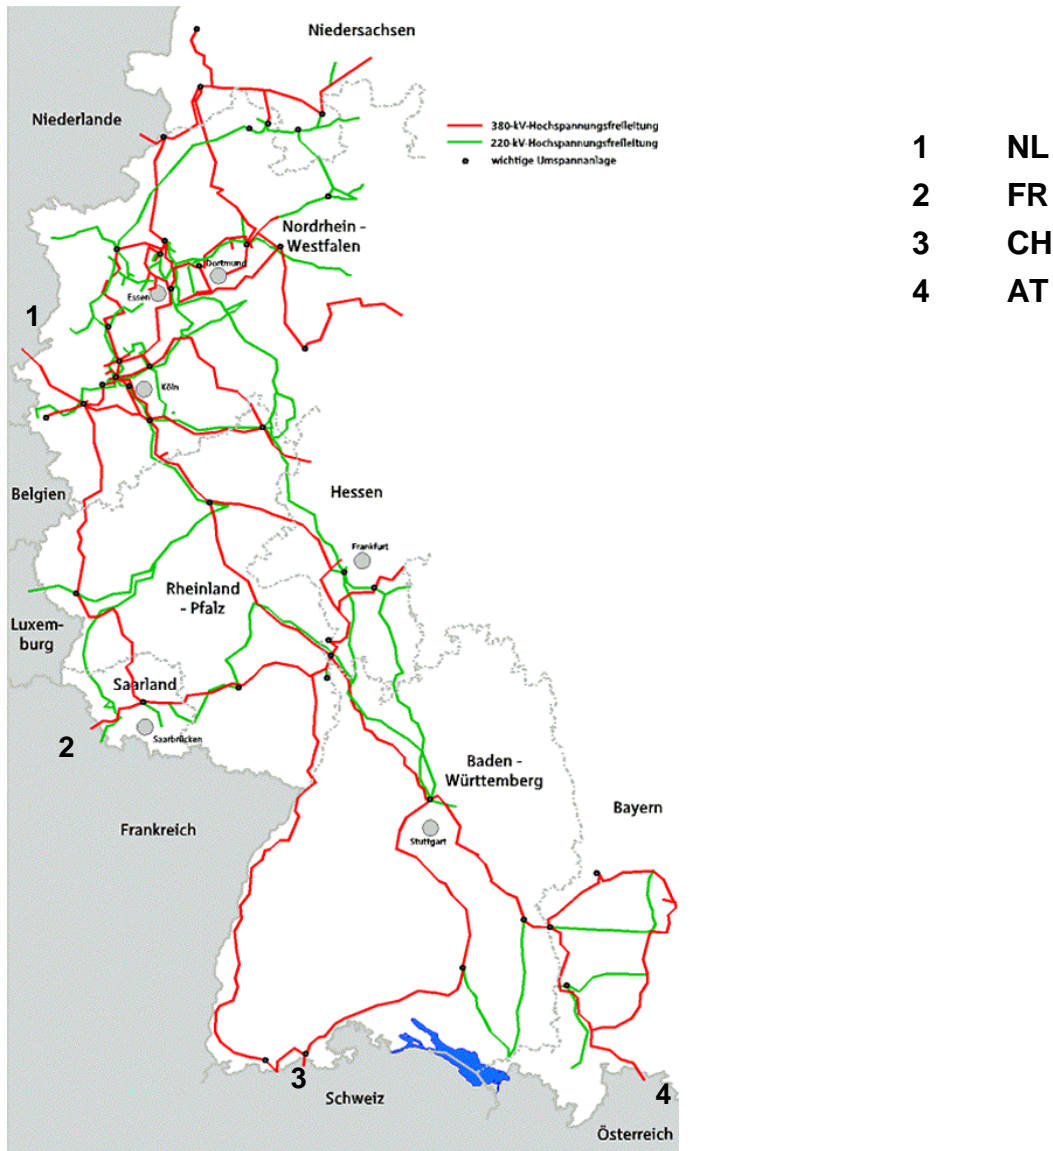 Niedersachsen
Niederlande
380-kV-Hochspannungsfreileitung
220-kV-Hochspannungsfreileitung
wichtige Umspannanlage
1 NL
2 FR
3 CH
4 AT
Nordrhein -
Westfalen
Dortmund
Essen
1
Köln
Belgien
Hessen
Frankfurt
Rheinland
- Pfalz
Luxem-
burg
Saarland
2
Saarbrücken
Baden -
Württemberg
Bayern
Frankreich
Stuttgart
3
Schweiz
4
Österreich